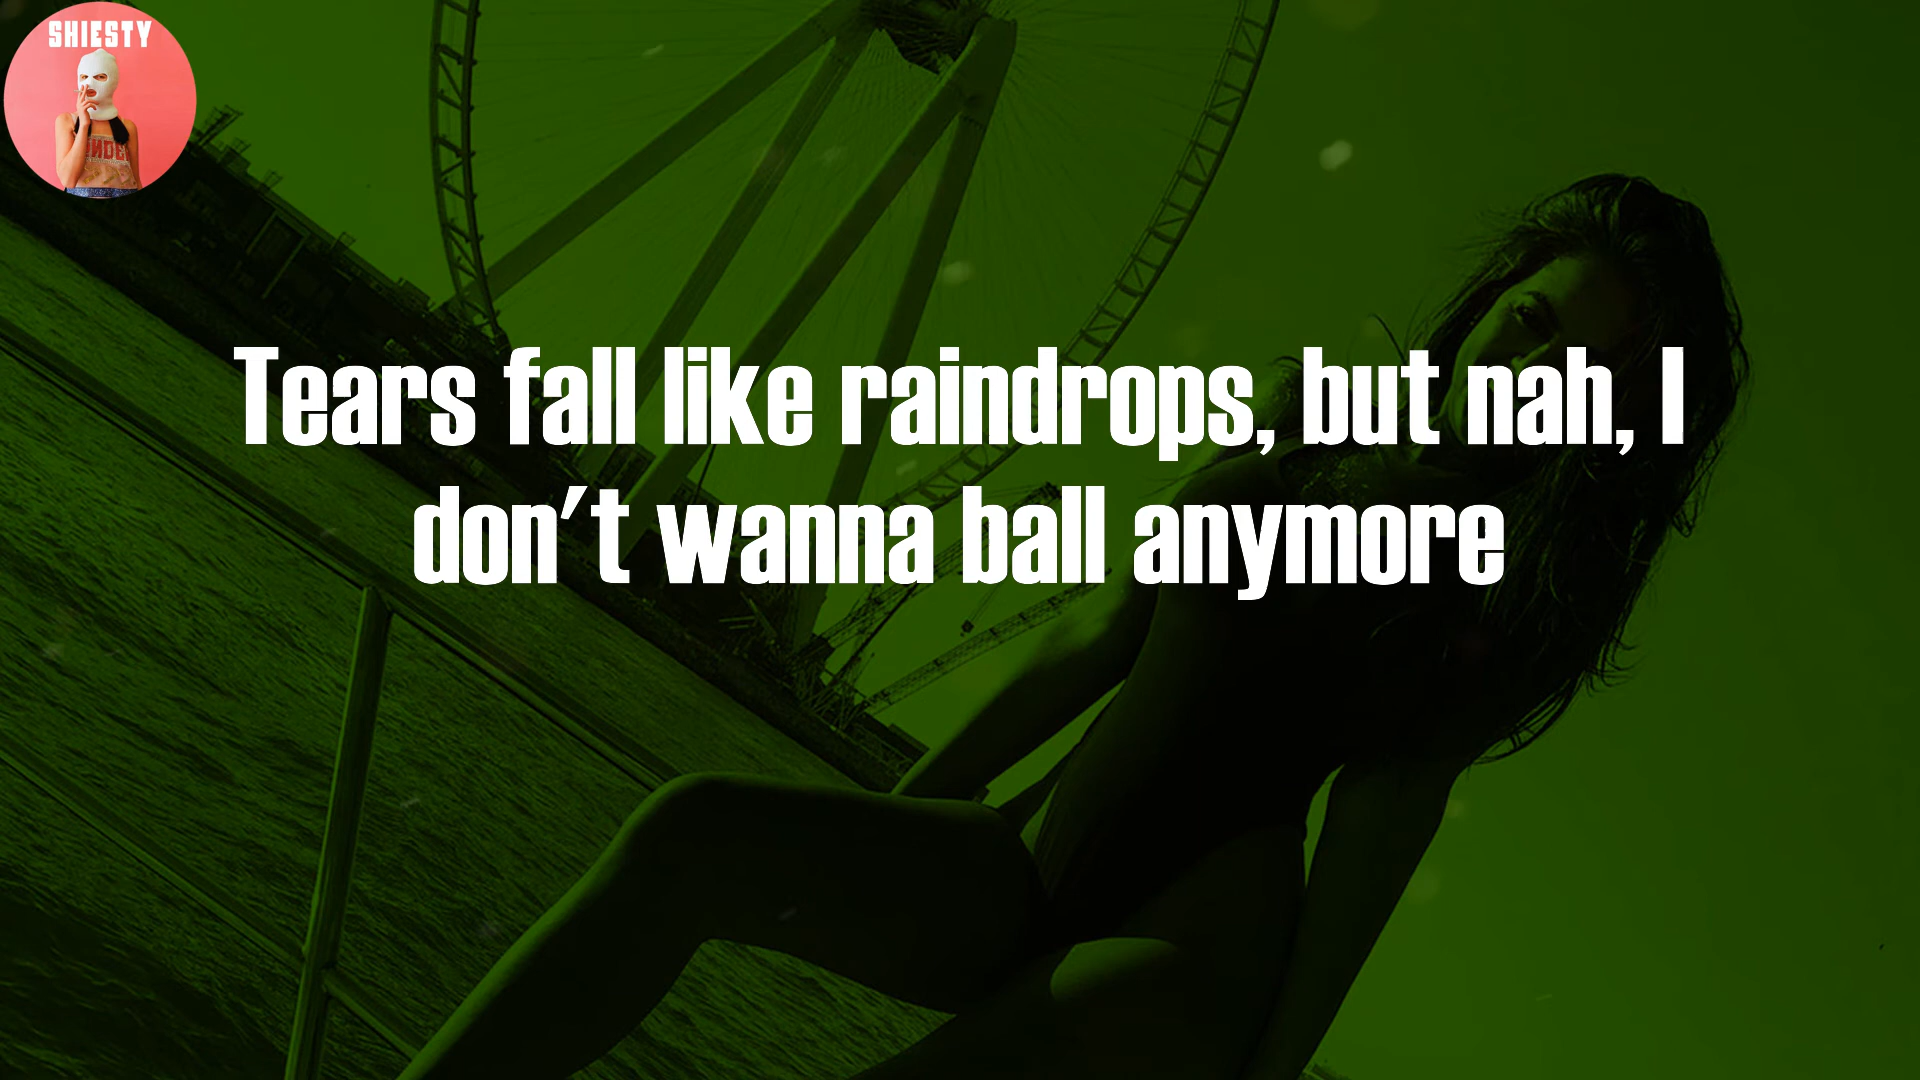 SHIESTY
Tears fall like raindrops, but nah, I
don't wanna ball anymore